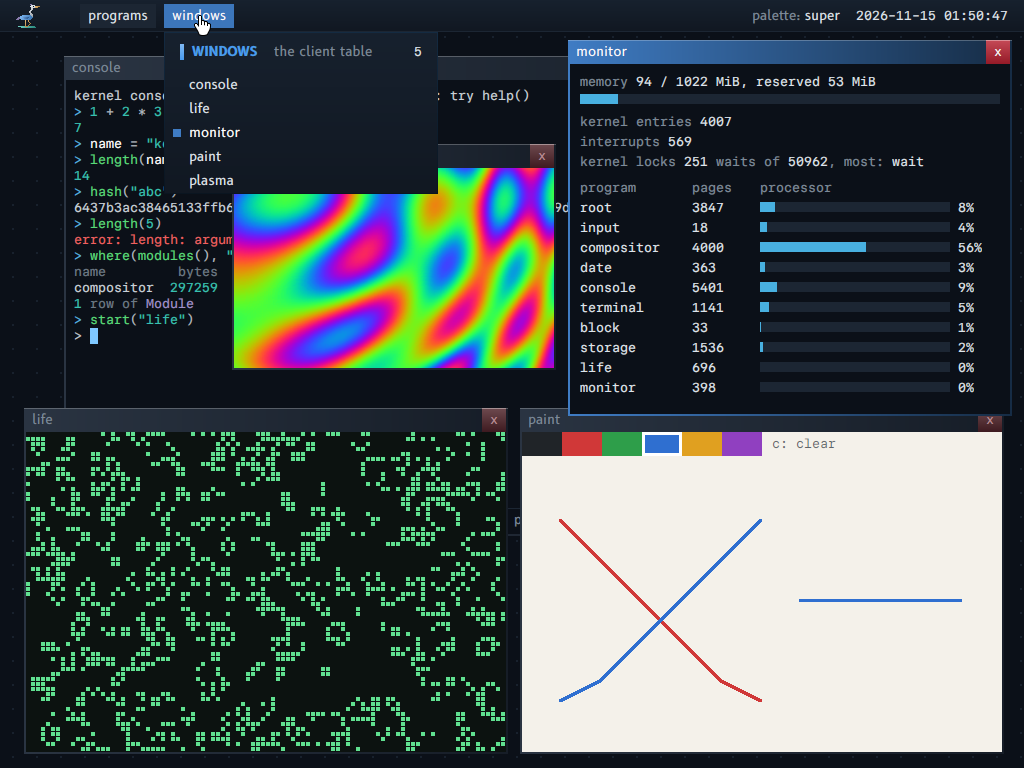 programs windows palette: super 2026-11-15 01:50:47
WINDOWS the client table 5
console
life
monitor
paint
plasma
console
kernel : try help()
> 1 + 2 * 3
7
> name =
> length(
14
> hash("abc"
6437b3ac38465133ffb6
> length(5)
error: length:
> where(modules(), "
name bytes
compositor 297259
1 row of Module
> start("life")
>
x
monitor x
memory 94 / 1022 MiB, reserved 53 MiB
kernel entries 4007
interrupts 569
kernel locks 251 waits of 50962, most: wait
program pages processor
root 3847 8%
input 18 4%
compositor 4000 56%
date 363 3%
console 5401 9%
terminal 1141 5%
block 33 1%
storage 1536 2%
life 696 0%
monitor 398 0%
life x
paint x
c: clear